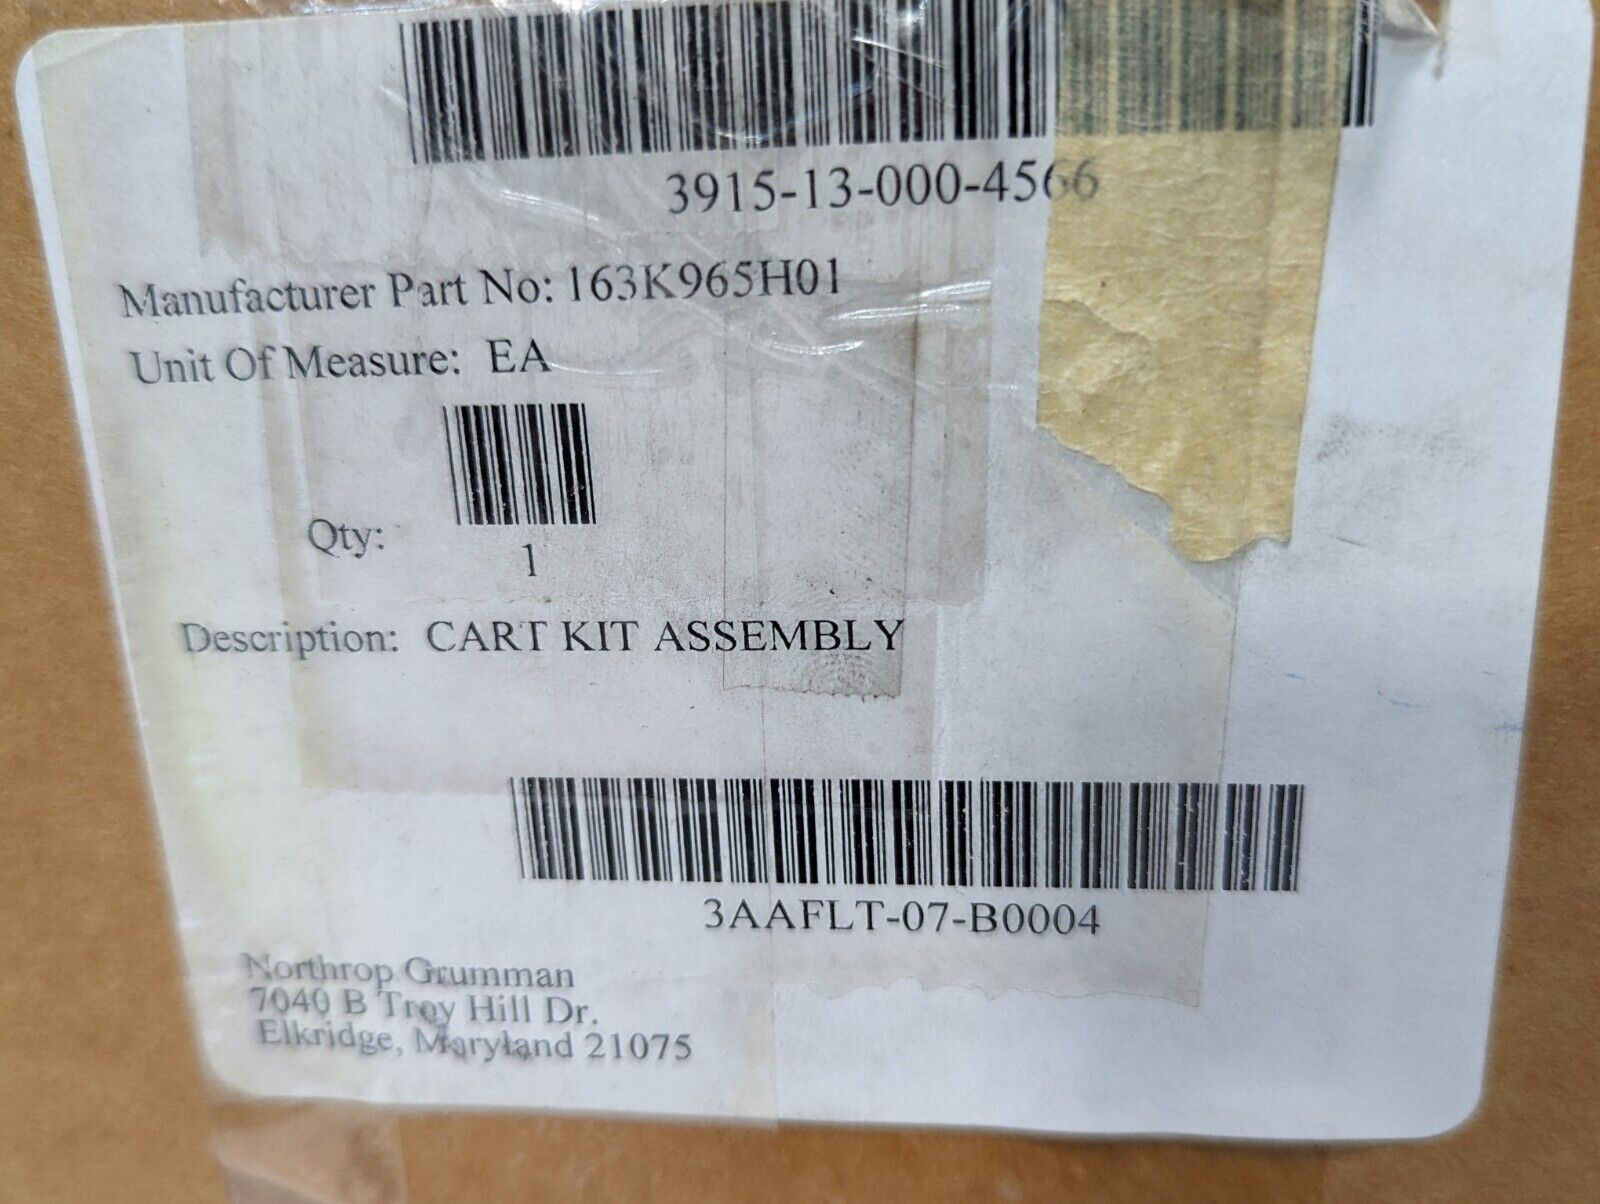 3915-13-000-4566
Manufacturer Part No: 163K965H01
Unit Of Measure: EA
Qty:
1
Description: CART KIT ASSEMBLY
3AAFLT-07-B0004
Northrop Grumman
7040 B Troy Hill Dr.
Elkridge, Maryland 21075